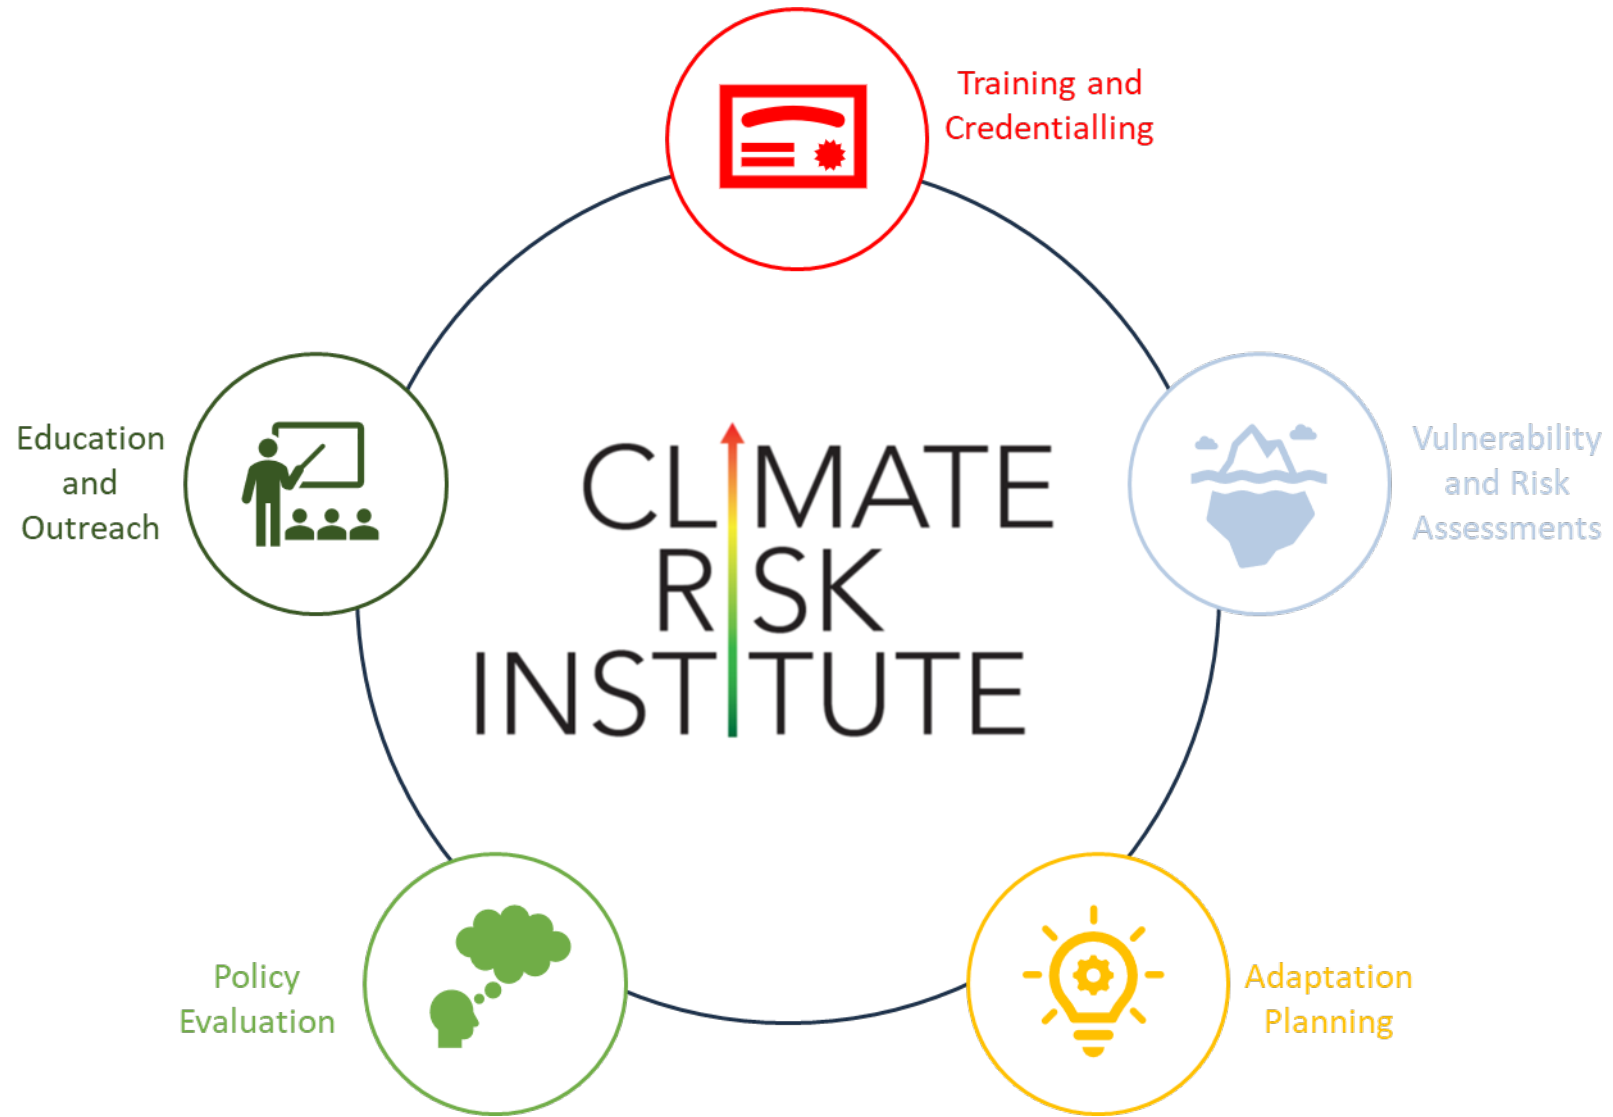 Training and
Credentialling
Education
and
Outreach
CLIMATE
RISK
INSTITUTE
Vulnerability
and Risk
Assessments
Policy
Evaluation
Adaptation
Planning